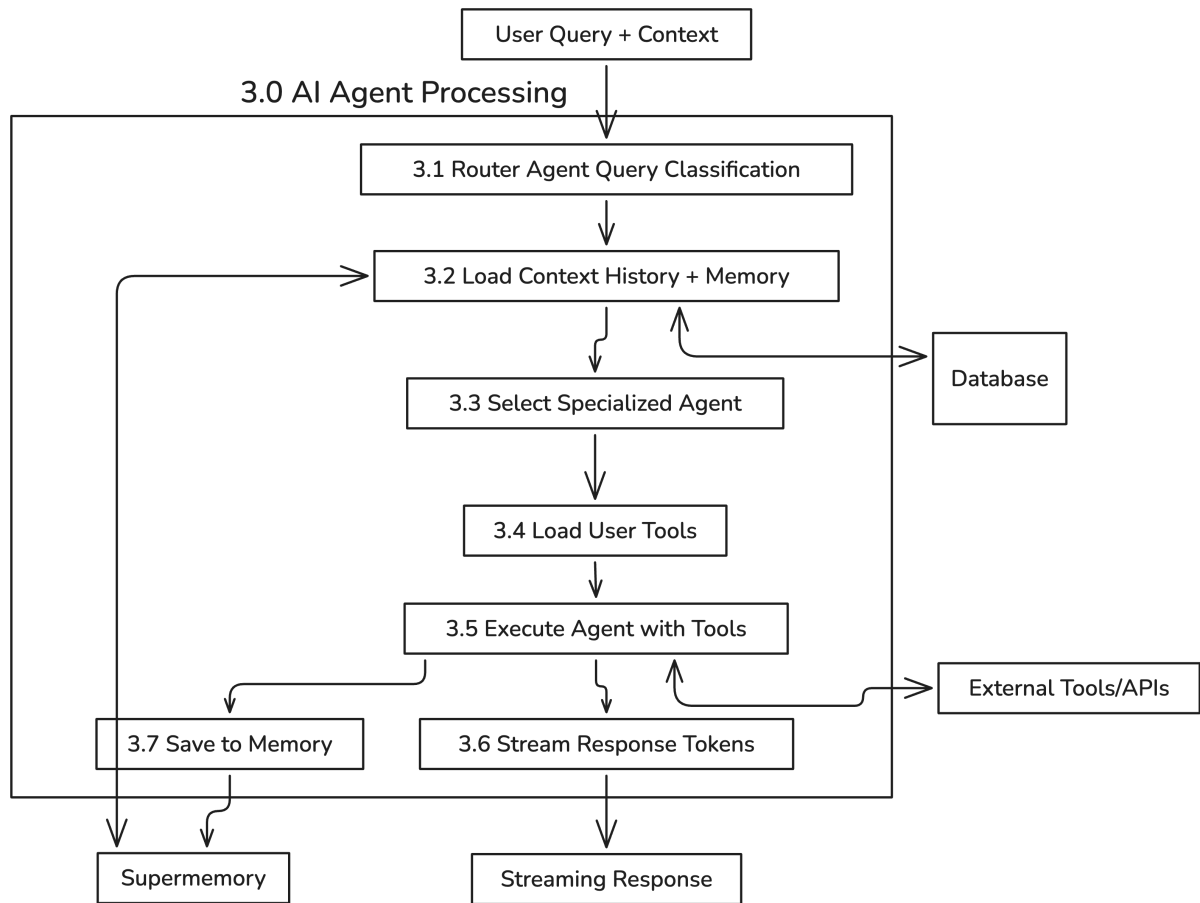 User Query + Context
3.0 AI Agent Processing
3.1 Router Agent Query Classification
3.2 Load Context History + Memory
Database
3.3 Select Specialized Agent
3.4 Load User Tools
3.5 Execute Agent with Tools
External Tools/APIs
3.7 Save to Memory
3.6 Stream Response Tokens
Supermemory
Streaming Response